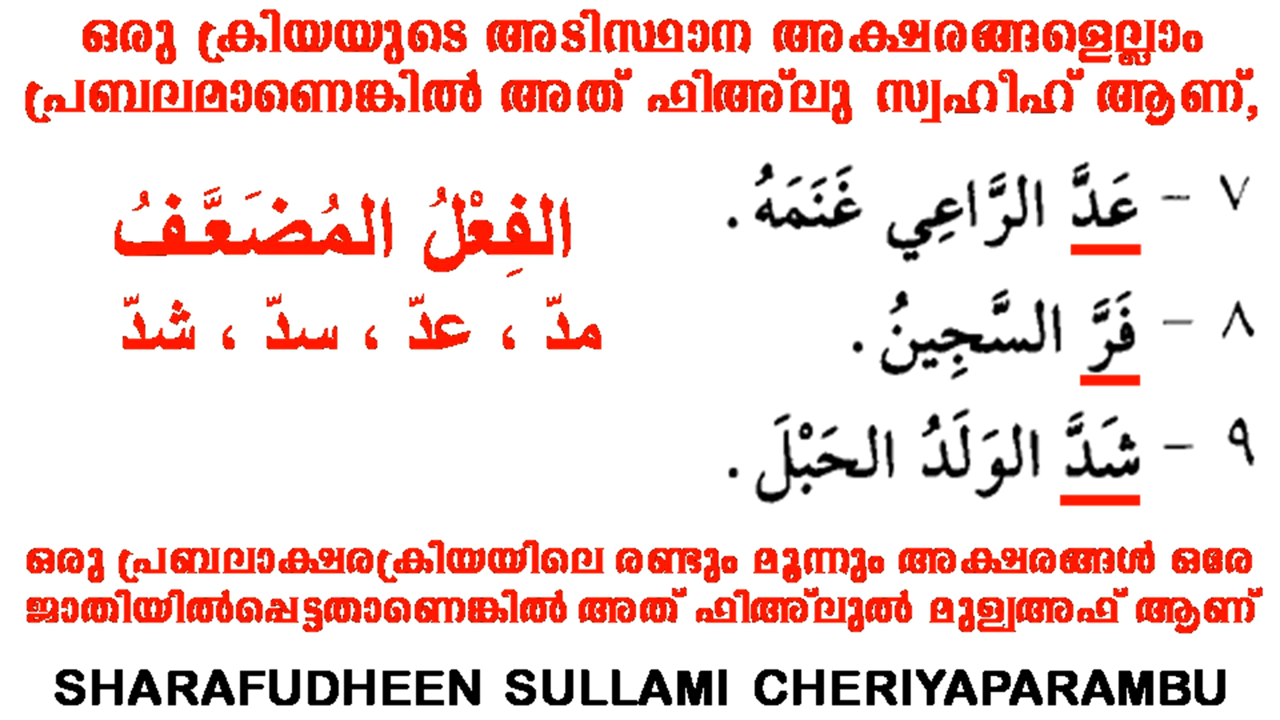 ഒരു ക്രിയയുടെ അടിസ്ഥാന അക്ഷരങ്ങളെല്ലാം
പ്രബലമാണെങ്കിൽ അത് ഫിഅ്ലു സ്വഹീഹ് ആണ്,
٧ - عَدَّ الرَّاعِي غَنَمَهُ .
الفِعْلُ المُضَعَّفُ
٨ - فَرَّ السَّجِينُ .
مدّ ، عدّ ، سدّ ، شدّ
٩ - شَدَّ الوَلَدُ الحَبْلَ .
ഒരു പ്രബലാക്ഷരക്രിയയിലെ രണ്ടും മൂന്നും അക്ഷരങ്ങൾ ഒരേ
ജാതിയിൽപ്പെട്ടതാണെങ്കിൽ അത് ഫിഅ്ലുൽ മുള്വഅഫ് ആണ്
SHARAFUDHEEN SULLAMI CHERIYAPARAMBU